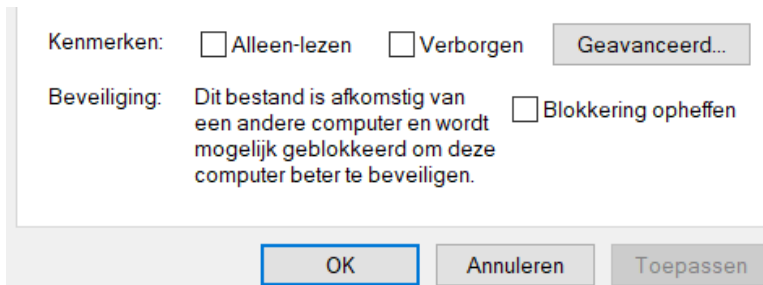 Kenmerken: Alleen-lezen Verborgen Geavanceerd...
Beveiliging: Dit bestand is afkomstig van
een andere computer en wordt
mogelijk geblokkeerd om deze
computer beter te beveiligen.
Blokkering opheffen
OK Annuleren Toepassen